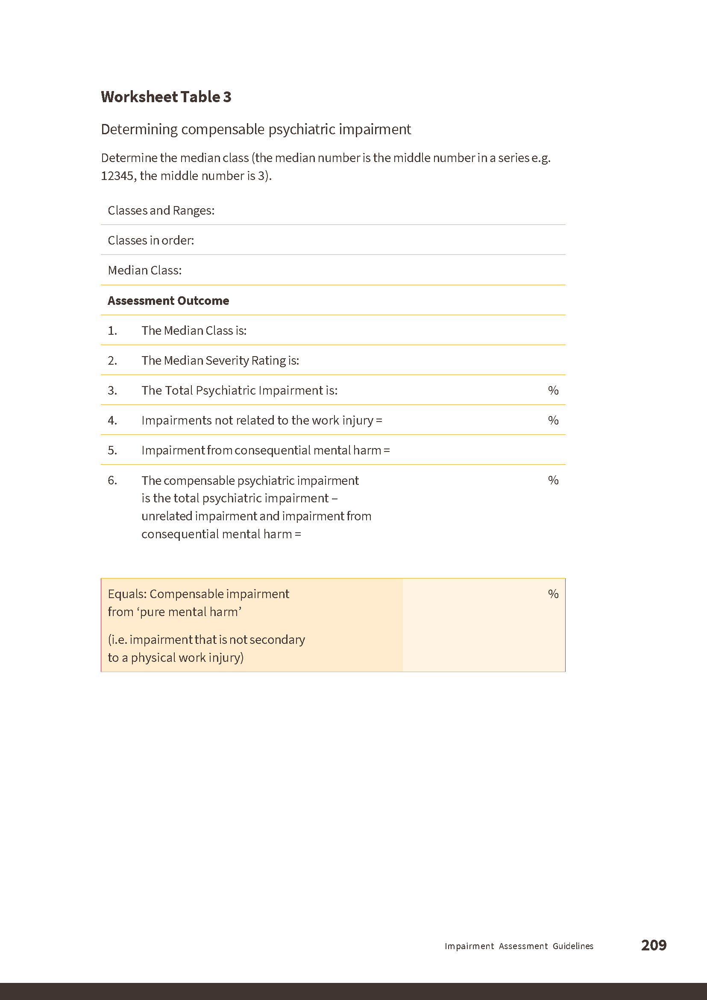 Worksheet Table 3
Determining compensable psychiatric impairment
Determine the median class (the median number is the middle number in a series e.g.
12345, the middle number is 3).
Classes and Ranges:
Classes in order:
Median Class:
Assessment Outcome
1. The Median Class is:
2. The Median Severity Rating is:
3. The Total Psychiatric Impairment is: %
4. Impairments not related to the work injury = %
5. Impairment from consequential mental harm =
6. The compensable psychiatric impairment %
is the total psychiatric impairment –
unrelated impairment and impairment from
consequential mental harm =
Equals: Compensable impairment %
from ‘pure mental harm’
(i.e. impairment that is not secondary
to a physical work injury)
Impairment Assessment Guidelines 209